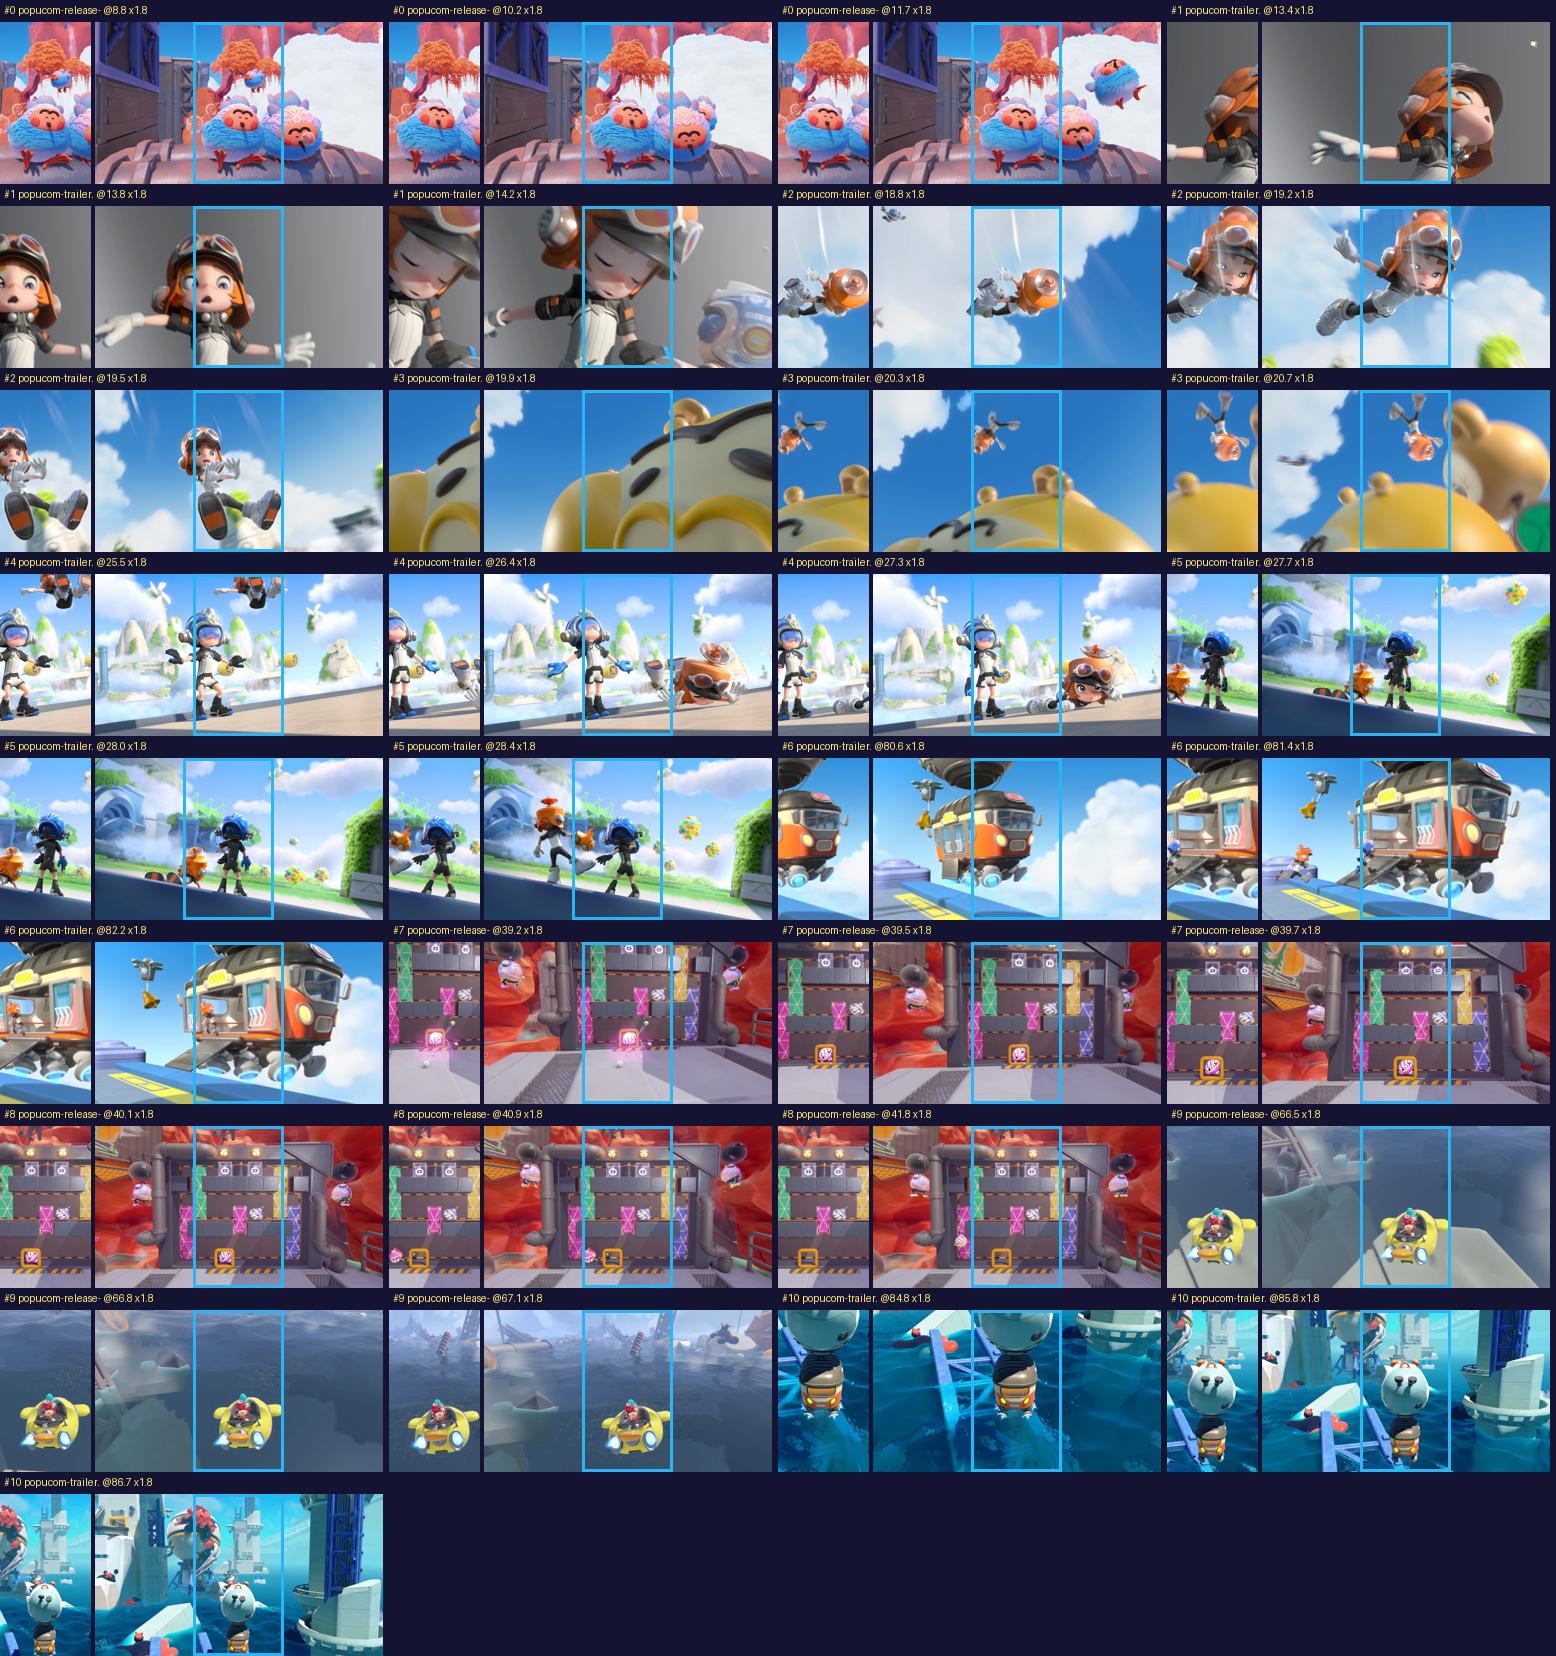 #0 popucom-release- @8.8 x1.8
#0 popucom-release- @10.2 x1.8
#0 popucom-release- @11.7 x1.8
#1 popucom-trailer. @13.4 x1.8
#1 popucom-trailer. @13.8 x1.8
#1 popucom-trailer. @14.2 x1.8
#2 popucom-trailer. @18.8 x1.8
#2 popucom-trailer. @19.2 x1.8
#2 popucom-trailer. @19.5 x1.8
#3 popucom-trailer. @19.9 x1.8
#3 popucom-trailer. @20.3 x1.8
#3 popucom-trailer. @20.7 x1.8
#4 popucom-trailer. @25.5 x1.8
#4 popucom-trailer. @26.4 x1.8
#4 popucom-trailer. @27.3 x1.8
#5 popucom-trailer. @27.7 x1.8
#5 popucom-trailer. @28.0 x1.8
#5 popucom-trailer. @28.4 x1.8
#6 popucom-trailer. @80.6 x1.8
#6 popucom-trailer. @81.4 x1.8
#6 popucom-trailer. @82.2 x1.8
#7 popucom-release- @39.2 x1.8
#7 popucom-release- @39.5 x1.8
#7 popucom-release- @39.7 x1.8
#8 popucom-release- @40.1 x1.8
#8 popucom-release- @40.9 x1.8
#8 popucom-release- @41.8 x1.8
#9 popucom-release- @66.5 x1.8
#9 popucom-release- @66.8 x1.8
#9 popucom-release- @67.1 x1.8
#10 popucom-trailer. @84.8 x1.8
#10 popucom-trailer. @85.8 x1.8
#10 popucom-trailer. @86.7 x1.8